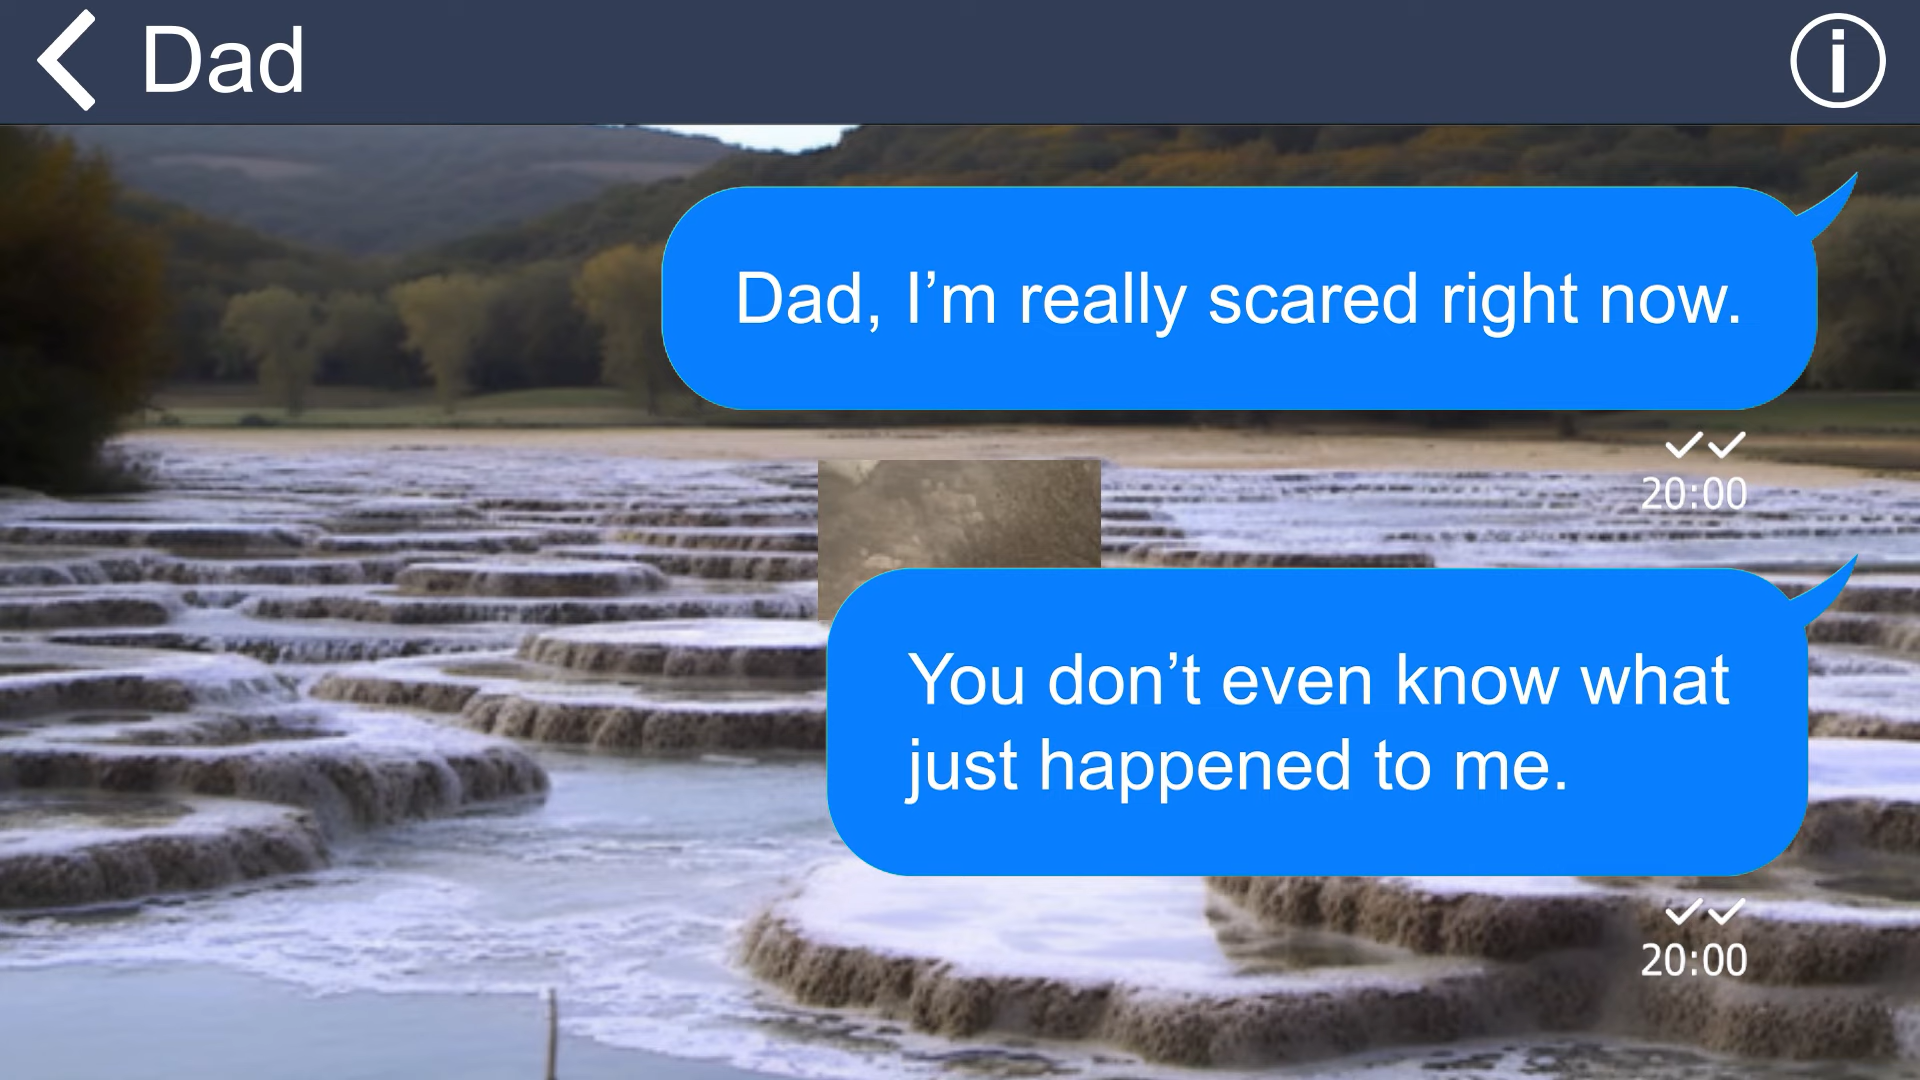 Dad
Dad, I’m really scared right now.
20:00
You don’t even know what
just happened to me.
20:00